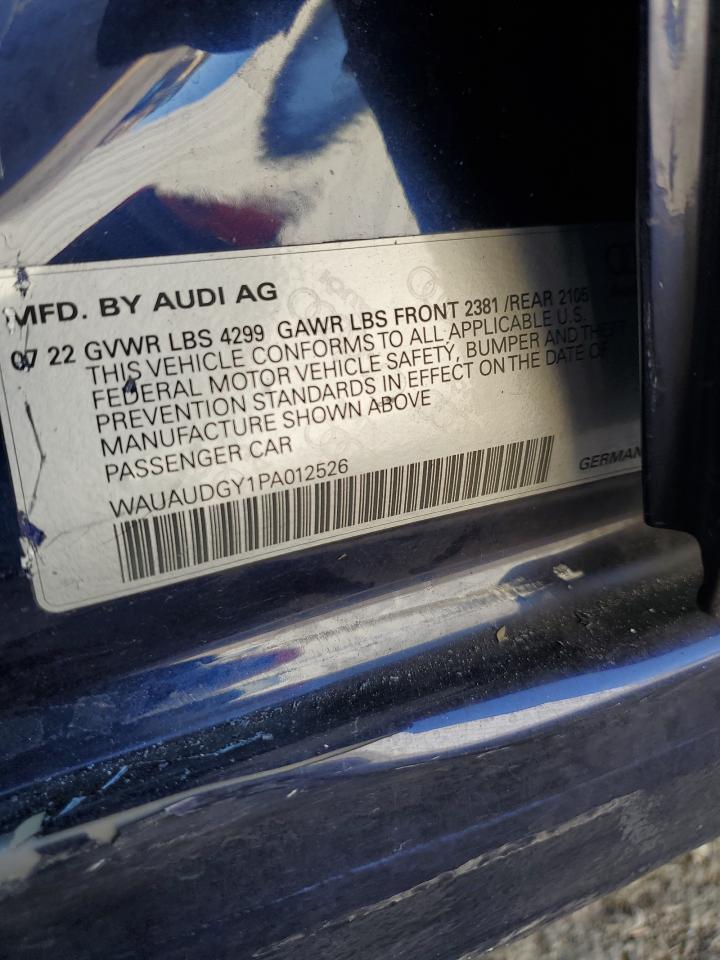 MFD. BY AUDI AG
07 22 GVWR LBS 4299 GAWR LBS FRONT 2381 /REAR 2105
THIS VEHICLE CONFORMS TO ALL APPLICABLE U.S.
FEDERAL MOTOR VEHICLE SAFETY, BUMPER AND THEFT
PREVENTION STANDARDS IN EFFECT ON THE DATE OF
MANUFACTURE SHOWN ABOVE
PASSENGER CAR
WAUAUDGY1PA012526
GERMAN